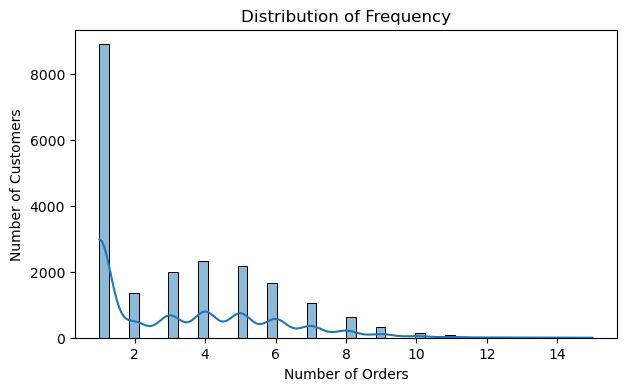 Distribution of Frequency
Number of Customers
8000
6000
4000
2000
0
2 4 6 8 10 12 14
Number of Orders